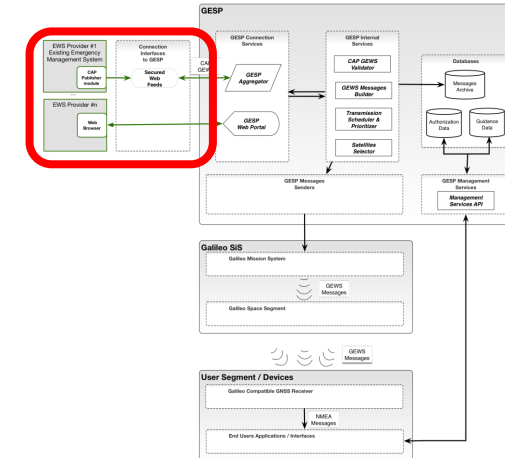 GESP
EWS Provider #1
Existing Emergency
Management System
CAP
Publisher
module
Connection
Interfaces
to GESP
Secured
Web
Feeds
CAP
GEW
EWS Provider #n
Web
Browser
GESP Connection
Services
GESP
Aggregator
GESP
Web Portal
GESP Internal
Services
CAP GEWS
Validator
GEWS Messages
Builder
Transmission
Scheduler &
Prioritizer
Satellites
Selector
Databases
Messages
Archive
Authorization
Data
Guidance
Data
GESP Messages
Senders
GESP Management
Services
Management
Services API
Galileo SiS
Galileo Mission System
GEWS
Messages
Galileo Space Segment
GEWS
Messages
User Segment / Devices
Galileo Compatible GNSS Receiver
NMEA
Messages
End Users Applications / Interfaces